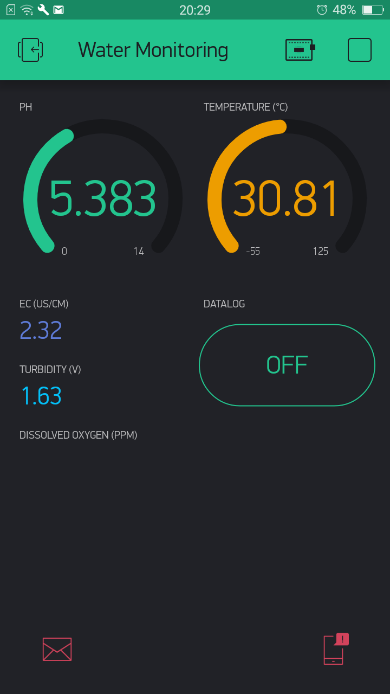 20:29
48%
Water Monitoring
PH
TEMPERATURE (°C)
5.383
30.81
0
14
-55
125
EC (US/CM)
DATALOG
2.32
OFF
TURBIDITY (V)
1.63
DISSOLVED OXYGEN (PPM)